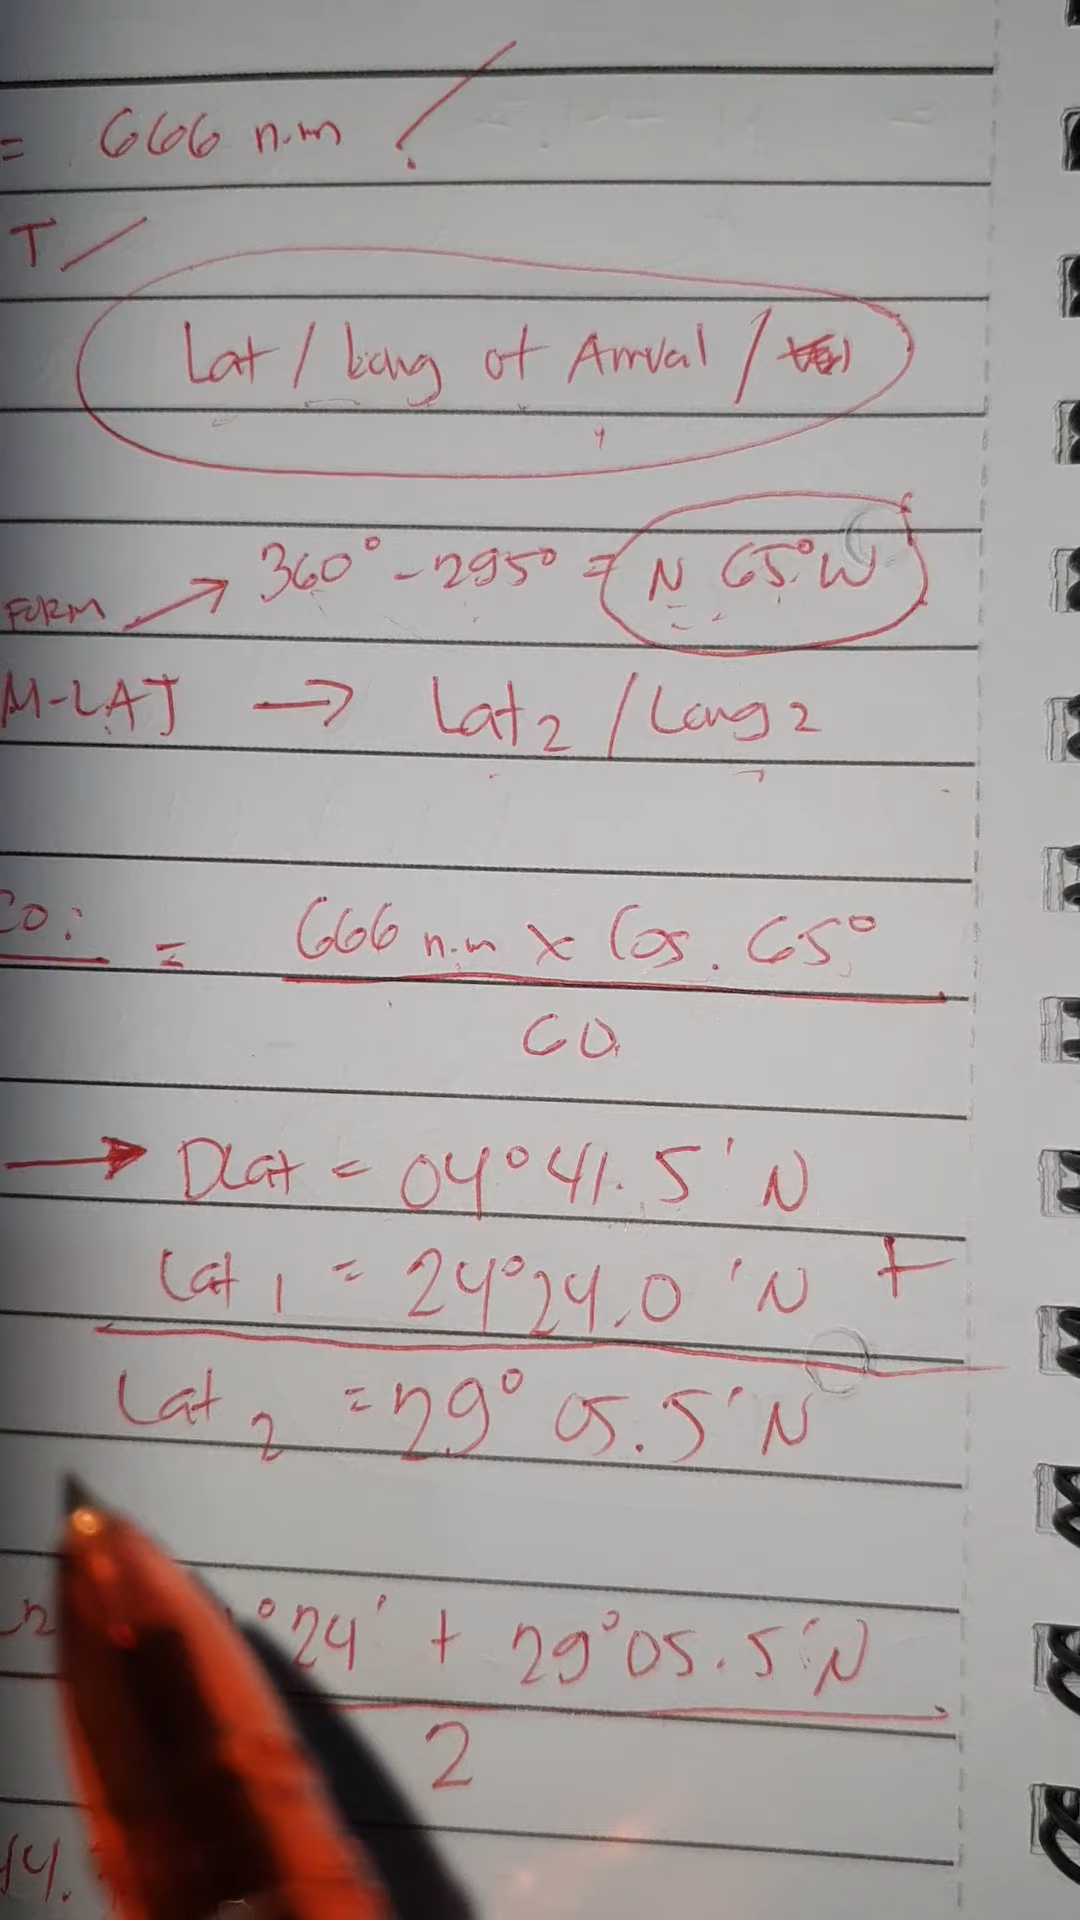 = 666 n.m
T /
Lat / Long of Arrival /
FORM → 360° - 295° = N 65° W
M-LAT → Lat 2 / Long 2
CO: = 666 n.m x Cos. 65°
60
→ Dlat = 04° 41.5' N
Lat 1 = 24° 24.0' N +
Lat 2 = 29° 05.5' N
° 24' + 29° 05.5' N
2
44.